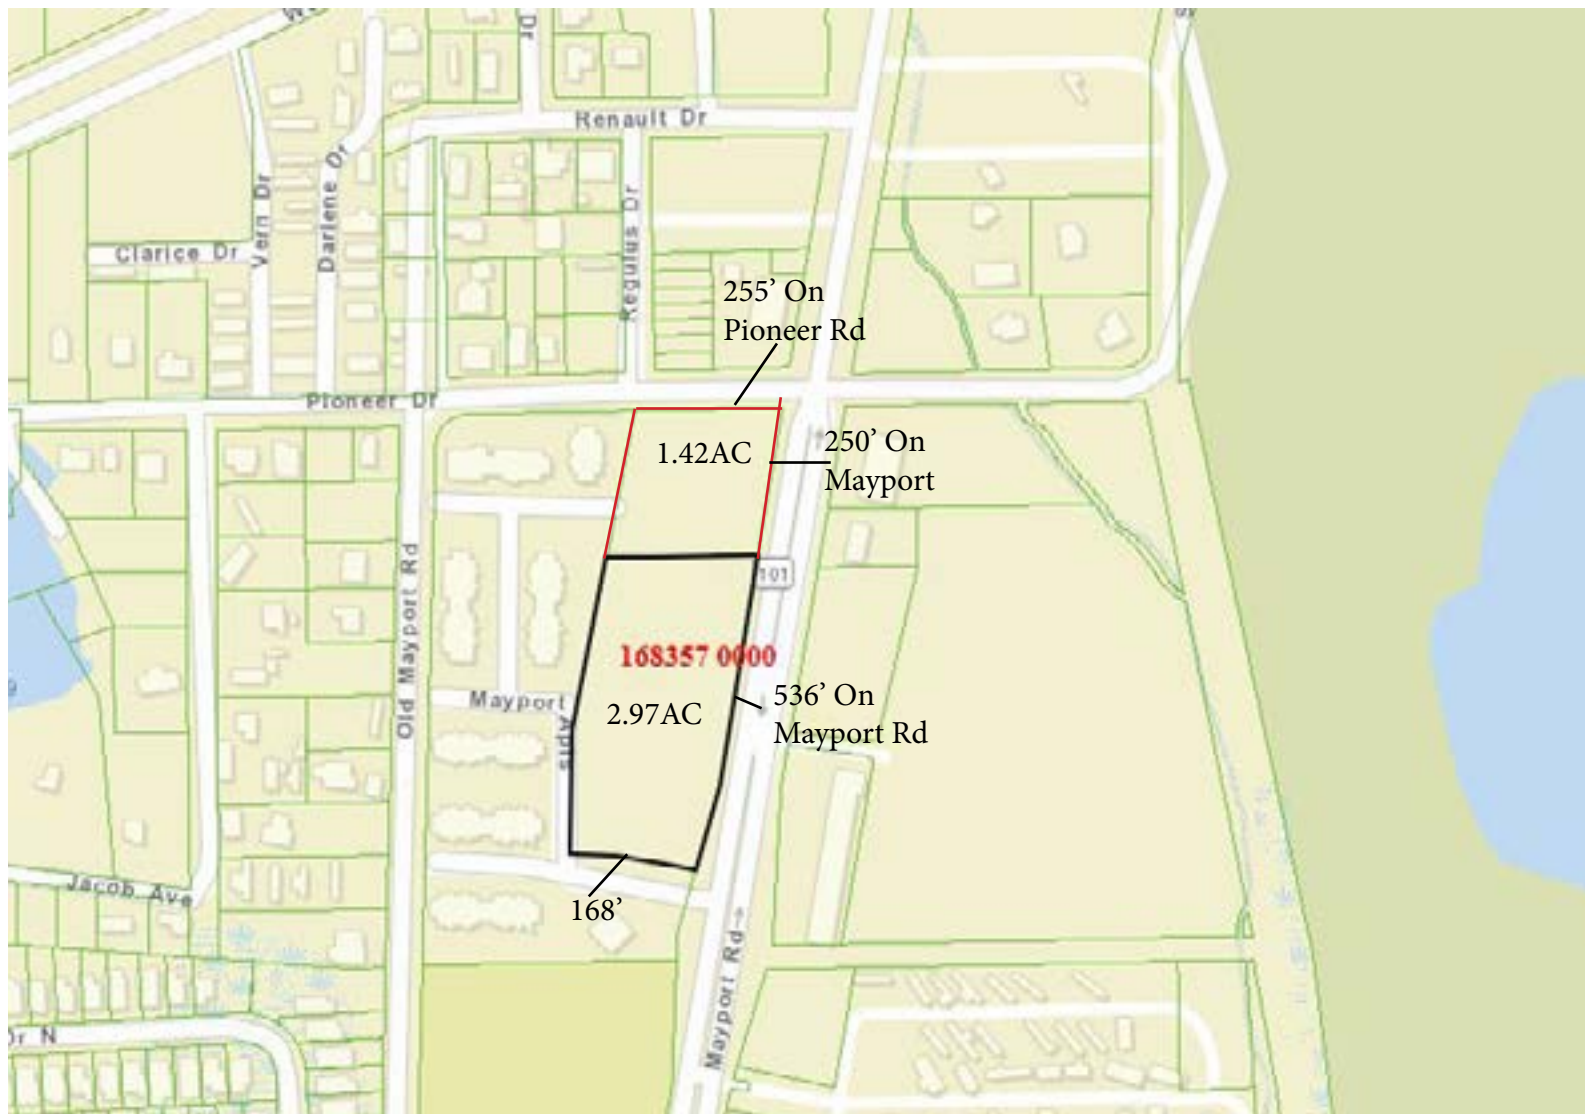 Dr
Renault Dr
Vern Dr
Darlene Dr
Regulus Dr
Clarice Dr
255’ On
Pioneer Rd
Pioneer Dr
1.42AC
250’ On
Mayport
Old Mayport Rd
101
168357 0000
Mayport
Apts
2.97AC
536’ On
Mayport Rd
168’
Jacob Ave
Mayport Rd
Dr N